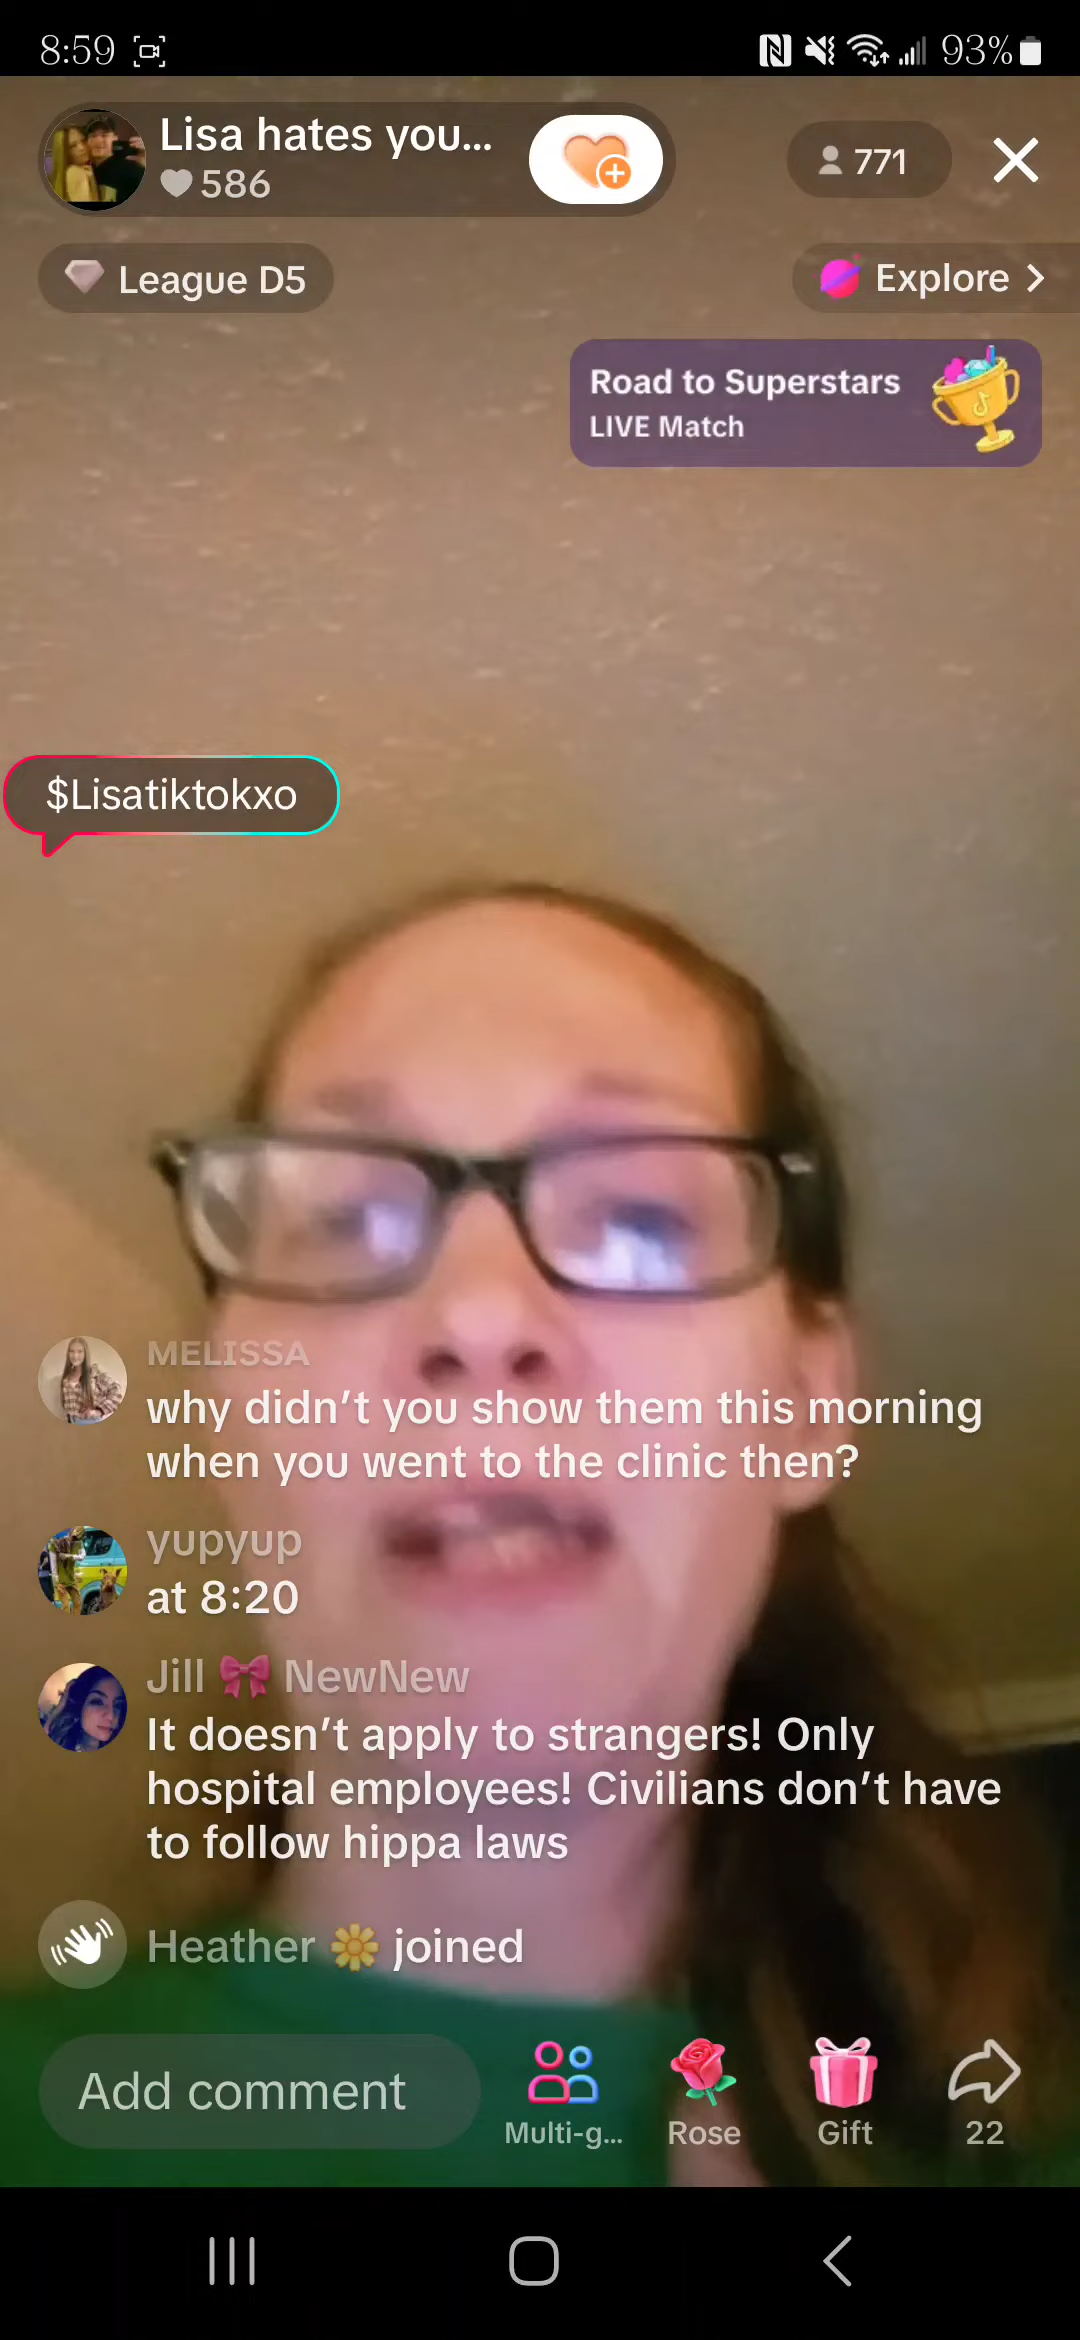 8:59
93%
Lisa hates you...
586
771
League D5
Explore
Road to Superstars
LIVE Match
$Lisatiktokxo
MELISSA
why didn't you show them this morning
when you went to the clinic then?
yupyup
at 8:20
Jill 🎀 NewNew
It doesn't apply to strangers! Only
hospital employees! Civilians don't have
to follow hippa laws
Heather 🌼 joined
Add comment
Multi-g...
Rose
Gift
22